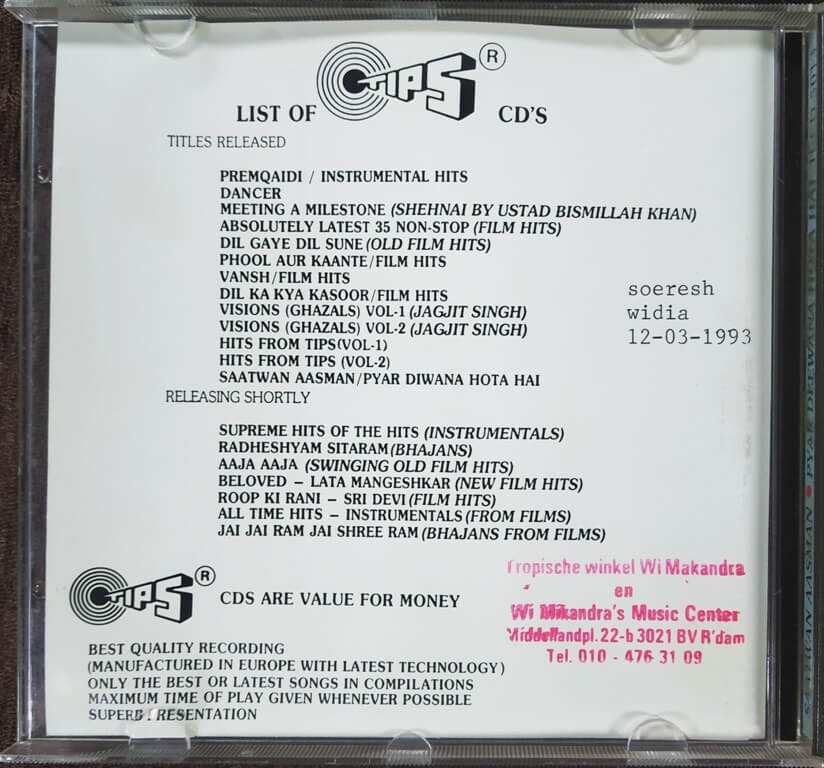 LIST OF TIPS ® CD'S
TITLES RELEASED
PREMQAIDI / INSTRUMENTAL HITS
DANCER
MEETING A MILESTONE (SHEHNAI BY USTAD BISMILLAH KHAN)
ABSOLUTELY LATEST 35 NON-STOP (FILM HITS)
DIL GAYE DIL SUNE (OLD FILM HITS)
PHOOL AUR KAANTE/FILM HITS
VANSH/FILM HITS
DIL KA KYA KASOOR/FILM HITS
VISIONS (GHAZALS) VOL-1 (JAGJIT SINGH)
VISIONS (GHAZALS) VOL-2 (JAGJIT SINGH)
HITS FROM TIPS(VOL-1)
HITS FROM TIPS (VOL-2)
SAATWAN AASMAN/PYAR DIWANA HOTA HAI
soeresh
widia
12-03-1993
RELEASING SHORTLY
SUPREME HITS OF THE HITS (INSTRUMENTALS)
RADHESHYAM SITARAM (BHAJANS)
AAJA AAJA (SWINGING OLD FILM HITS)
BELOVED – LATA MANGESHKAR (NEW FILM HITS)
ROOP KI RANI – SRI DEVI (FILM HITS)
ALL TIME HITS – INSTRUMENTALS (FROM FILMS)
JAI JAI RAM JAI SHREE RAM (BHAJANS FROM FILMS)
TIPS ® CDS ARE VALUE FOR MONEY
BEST QUALITY RECORDING
(MANUFACTURED IN EUROPE WITH LATEST TECHNOLOGY)
ONLY THE BEST OR LATEST SONGS IN COMPILATIONS
MAXIMUM TIME OF PLAY GIVEN WHENEVER POSSIBLE
SUPERB PRESENTATION
Tropische winkel Wi Makandra
en
Wi Makandra's Music Center
Middellandpl. 22-b 3021 BV R'dam
Tel. 010 - 476 31 09
SAATAVAN AASMAN • PYAR DEEWANA HOTA HAI